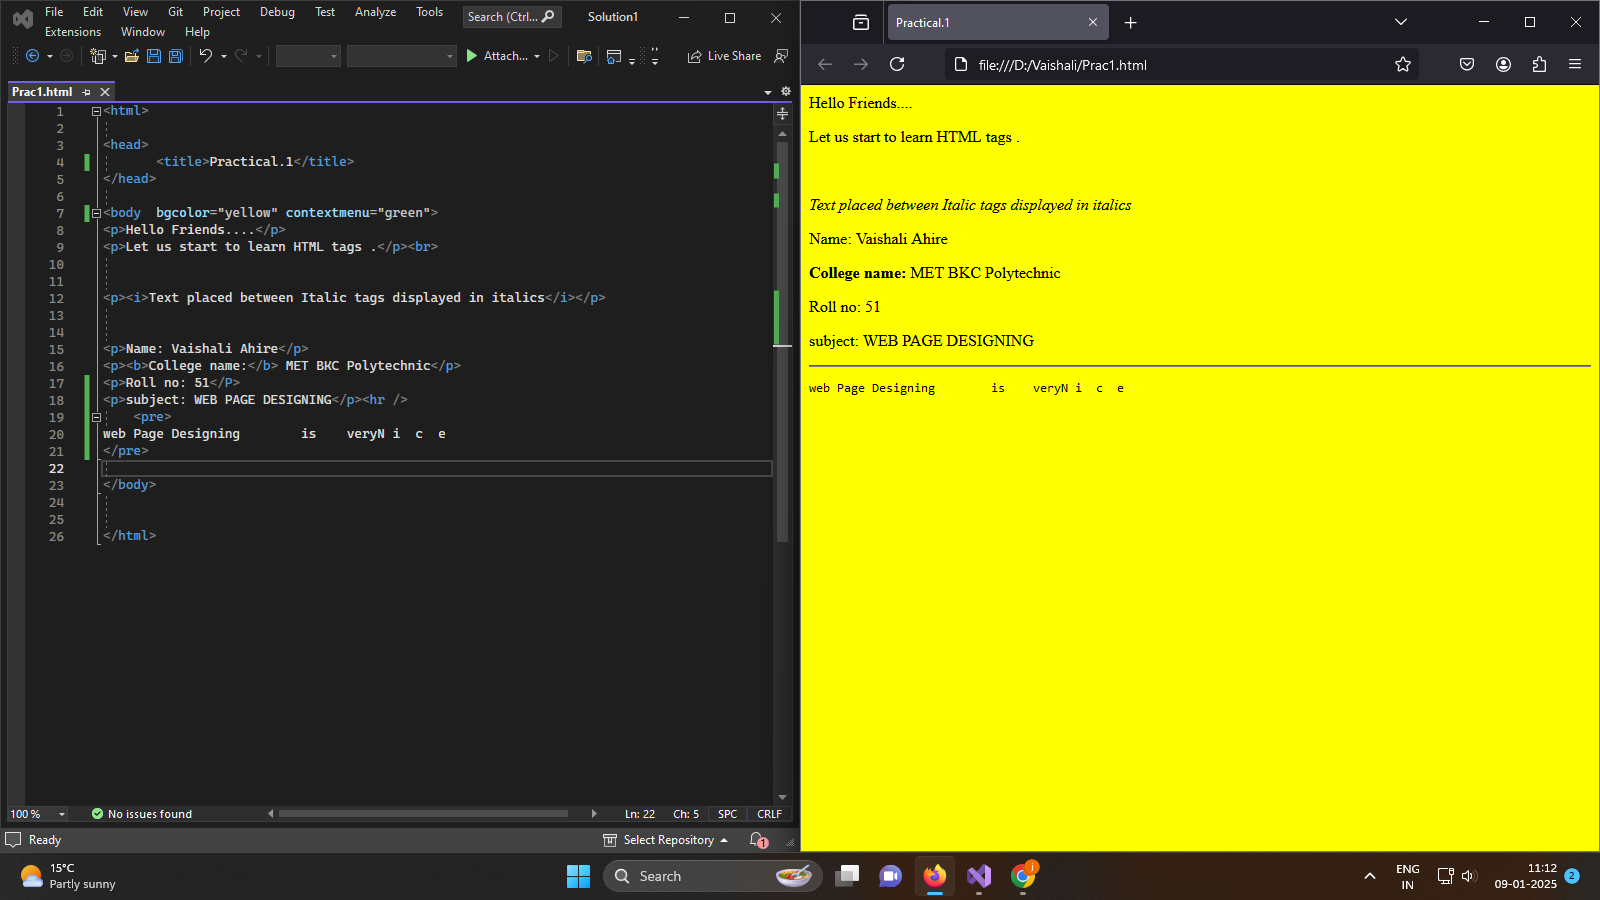 File Edit View Git Project Debug Test Analyze Tools Search (Ctrl... Solution1
Extensions Window Help
Attach... Live Share
Prac1.html
1 <html>
2
3 <head>
4 <title>Practical.1</title>
5 </head>
6
7 <body  bgcolor="yellow" contextmenu="green">
8 <p>Hello Friends....</p>
9 <p>Let us start to learn HTML tags .</p><br>
10
11
12 <p><i>Text placed between Italic tags displayed in italics</i></p>
13
14
15 <p>Name: Vaishali Ahire</p>
16 <p><b>College name:</b> MET BKC Polytechnic</p>
17 <p>Roll no: 51</P>
18 <p>subject: WEB PAGE DESIGNING</p><hr />
19 <pre>
20 web Page Designing        is    veryN i  c  e
21 </pre>
22
23 </body>
24
25
26 </html>
100 % No issues found Ln: 22 Ch: 5 SPC CRLF
Ready Select Repository 1
Practical.1
file:///D:/Vaishali/Prac1.html
Hello Friends....
Let us start to learn HTML tags .
Text placed between Italic tags displayed in italics
Name: Vaishali Ahire
College name: MET BKC Polytechnic
Roll no: 51
subject: WEB PAGE DESIGNING
web Page Designing        is    veryN i  c  e
15°C
Partly sunny
Search
j
ENG
IN
11:12
09-01-2025
2